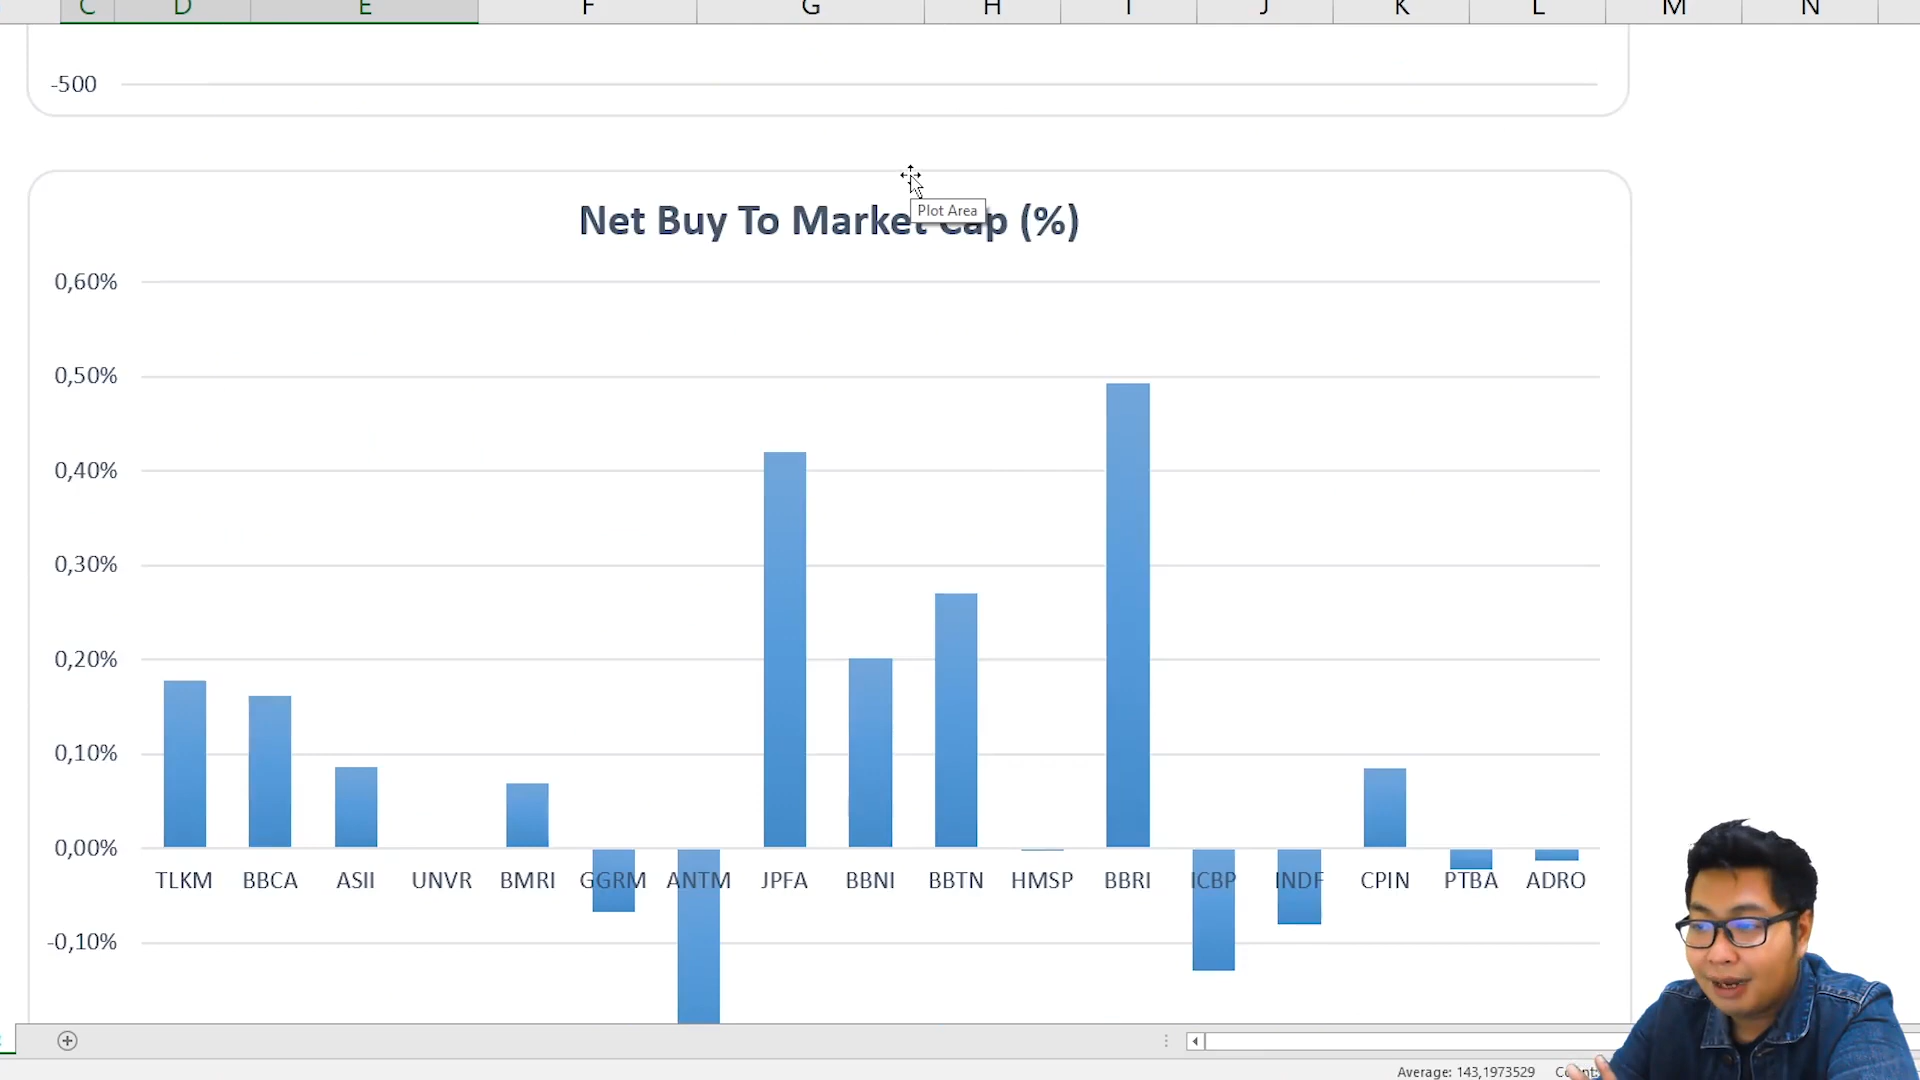 C D E F G H I J K L M N
-500
Net Buy To Market Cap (%)
Plot Area
0,60%
0,50%
0,40%
0,30%
0,20%
0,10%
0,00%
TLKM BBCA ASII UNVR BMRI GGRM ANTM JPFA BBNI BBTN HMSP BBRI ICBP INDF CPIN PTBA ADRO
-0,10%
Average: 143,1973529